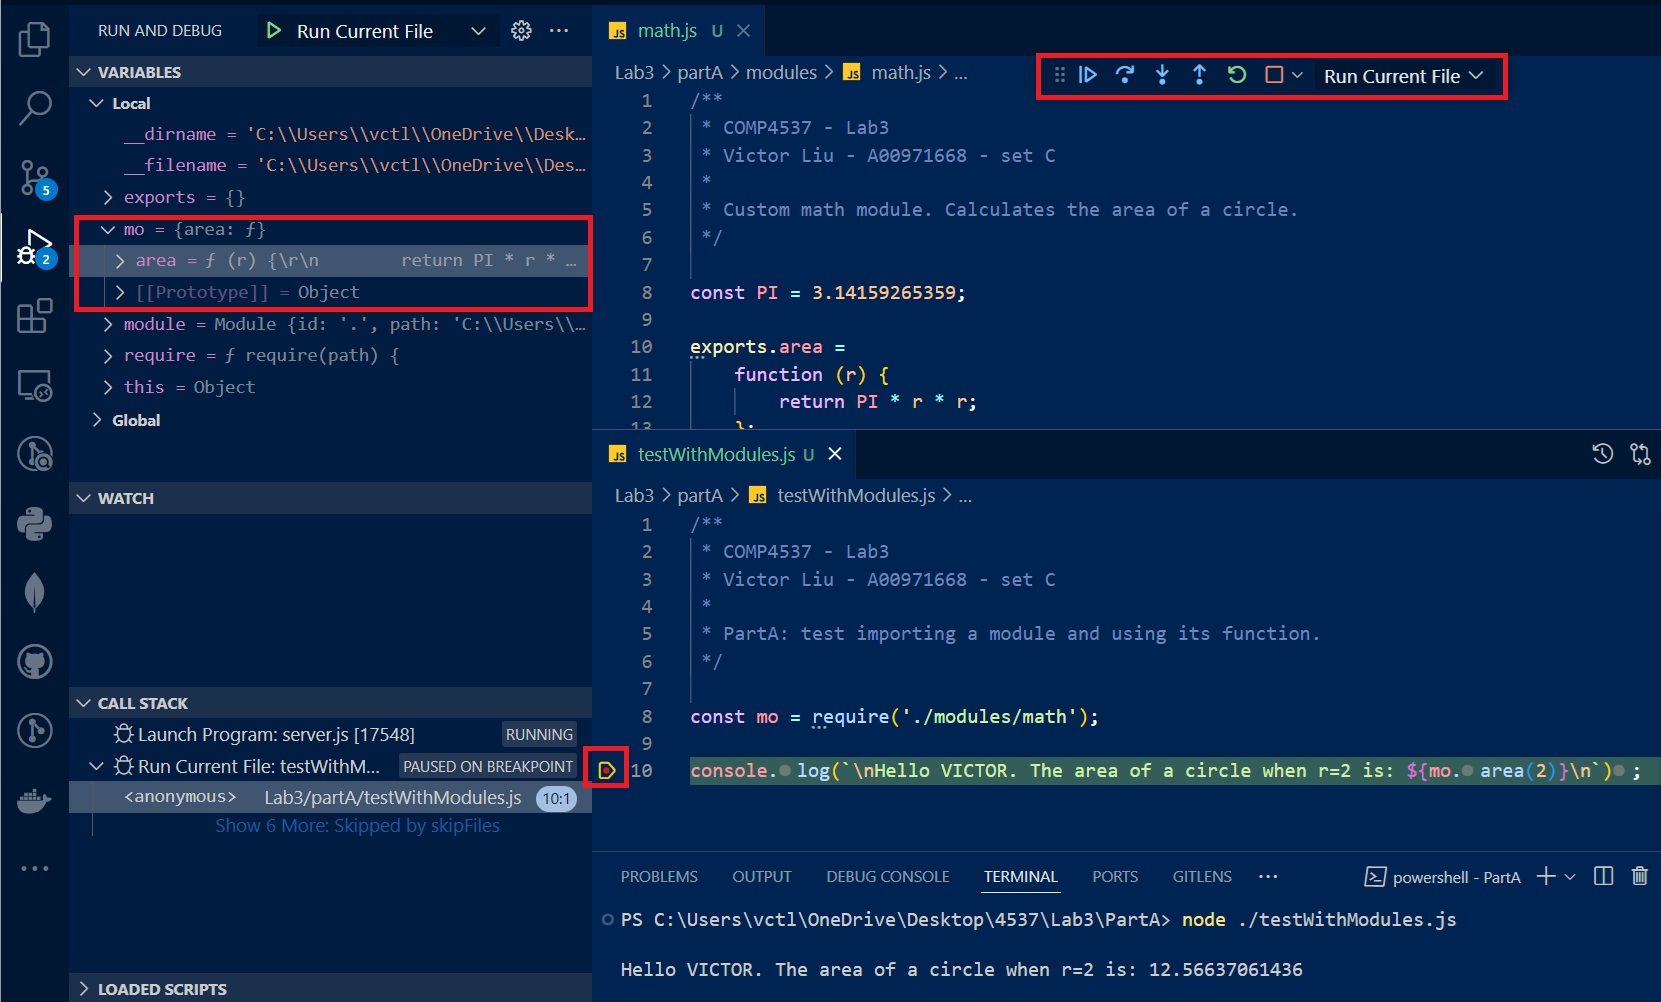 RUN AND DEBUG
Run Current File
VARIABLES
Local
__dirname = 'C:\\Users\\vctl\\OneDrive\\Desk…
__filename = 'C:\\Users\\vctl\\OneDrive\\Des…
exports = {}
mo = {area: ƒ}
area = ƒ (r) {\r\n        return PI * r * …
[[Prototype]] = Object
module = Module {id: '.', path: 'C:\\Users\\…
require = ƒ require(path) {
this = Object
Global
WATCH
CALL STACK
Launch Program: server.js [17548] RUNNING
Run Current File: testWithM... PAUSED ON BREAKPOINT
<anonymous> Lab3/partA/testWithModules.js 10:1
Show 6 More: Skipped by skipFiles
LOADED SCRIPTS
5
2
JS math.js U
Lab3 > partA > modules > JS math.js > ...
Run Current File
1 /**
2  * COMP4537 - Lab3
3  * Victor Liu - A00971668 - set C
4  *
5  * Custom math module. Calculates the area of a circle.
6  */
7
8 const PI = 3.14159265359;
9
10 exports.area =
11     function (r) {
12         return PI * r * r;
13     };
JS testWithModules.js U
Lab3 > partA > JS testWithModules.js > ...
1 /**
2  * COMP4537 - Lab3
3  * Victor Liu - A00971668 - set C
4  *
5  * PartA: test importing a module and using its function.
6  */
7
8 const mo = require('./modules/math');
9
10 console.log(`\nHello VICTOR. The area of a circle when r=2 is: ${mo.area(2)}\n`);
PROBLEMS OUTPUT DEBUG CONSOLE TERMINAL PORTS GITLENS ...
powershell - PartA
PS C:\Users\vctl\OneDrive\Desktop\4537\Lab3\PartA> node ./testWithModules.js
Hello VICTOR. The area of a circle when r=2 is: 12.56637061436